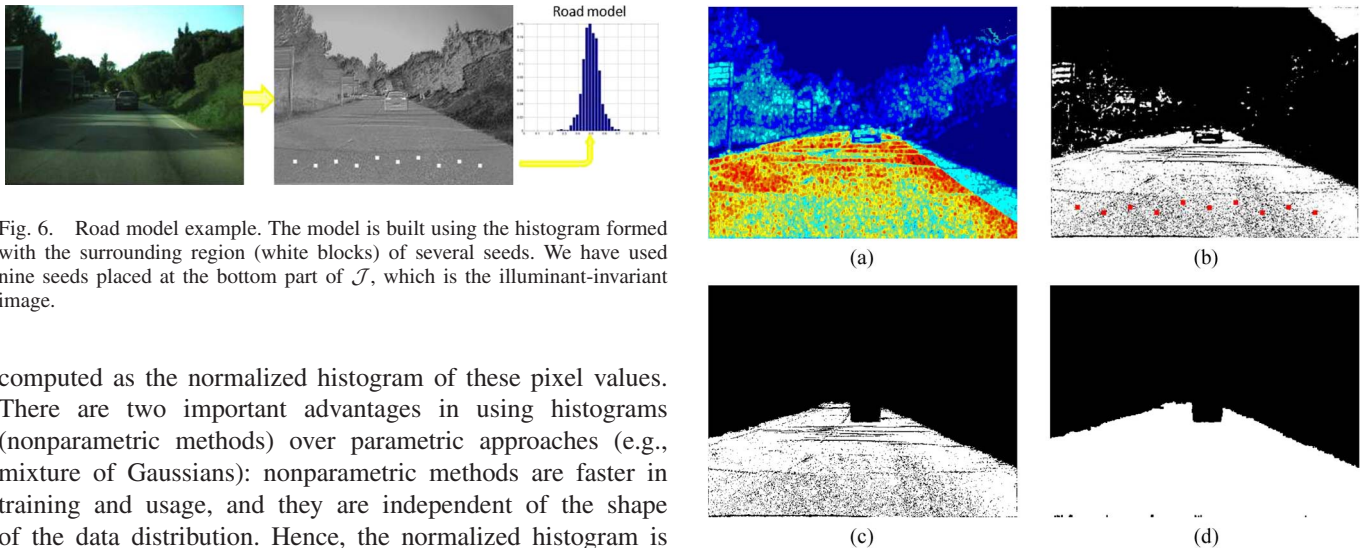 Road model
Fig. 6. Road model example. The model is built using the histogram formed
with the surrounding region (white blocks) of several seeds. We have used
nine seeds placed at the bottom part of 𝒥, which is the illuminant-invariant
image.
computed as the normalized histogram of these pixel values.
There are two important advantages in using histograms
(nonparametric methods) over parametric approaches (e.g.,
mixture of Gaussians): nonparametric methods are faster in
training and usage, and they are independent of the shape
of the data distribution. Hence, the normalized histogram is
(a)
(b)
(c)
(d)